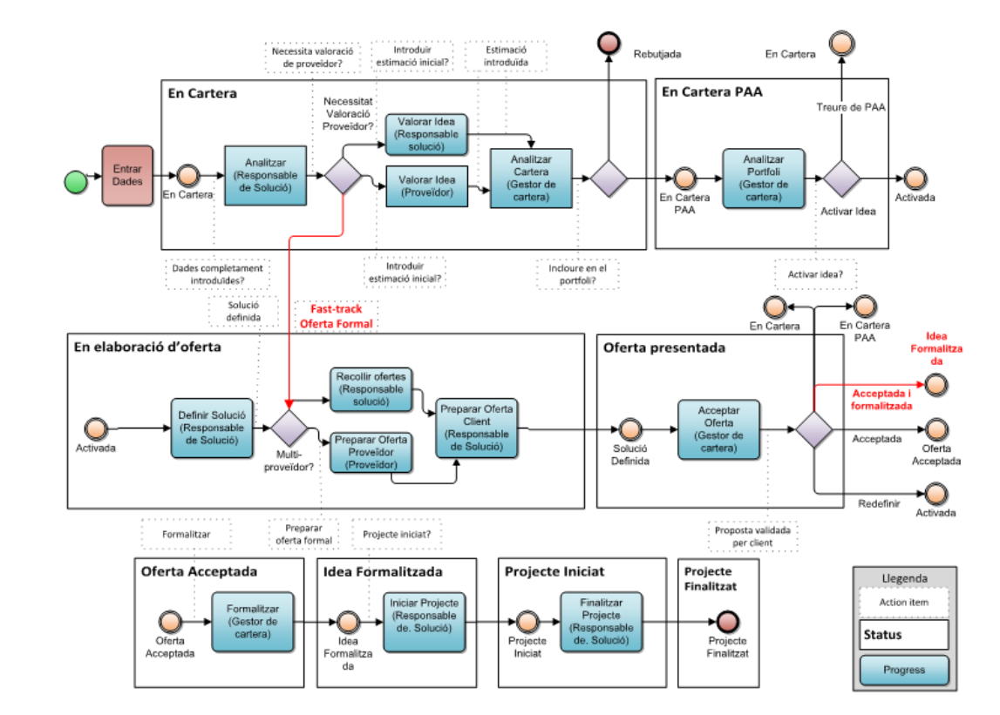 Necessita valoració
de proveidor?
Introduir
estimació inicial?
Estimació
introduïda
Rebutjada
En Cartera
En Cartera
Necessitat
Valoració
Proveïdor?
En Cartera PAA
Treure de PAA
Entrar
Dades
En Cartera
Analitzar
(Responsable
de Solució)
Valorar Idea
(Responsable
solució)
Valorar Idea
(Proveïdor)
Analitzar
Cartera
(Gestor de
cartera)
En Cartera
PAA
Analitzar
Portfoli
(Gestor de
cartera)
Activar Idea
Activada
Dades completament
introduïdes?
Introduir
estimació inicial?
Incloure en el
portfoli?
Activar idea?
Solució
definida
Fast-track
Oferta Formal
En Cartera
En Cartera
PAA
En elaboració d'oferta
Oferta presentada
Idea
Formalitza
da
Activada
Definir Solució
(Responsable
de Solució)
Multi-
proveïdor?
Recollir ofertes
(Responsable
solució)
Preparar Oferta
Proveïdor
(Proveïdor)
Preparar Oferta
Client
(Responsable
de Solució)
Solució
Definida
Acceptar
Oferta
(Gestor de
cartera)
Acceptada i
formalitzada
Acceptada
Oferta
Acceptada
Redefinir
Activada
Formalitzar
Preparar
oferta formal
Projecte iniciat?
Proposta validada
per client
Oferta Acceptada
Idea Formalitzada
Projecte Iniciat
Projecte
Finalitzat
Oferta
Acceptada
Formalitzar
(Gestor de
cartera)
Idea
Formalitza
da
Iniciar Projecte
(Responsable
de. Solució)
Projecte
Iniciat
Finalitzar
Projecte
(Responsable
de. Solució)
Projecte
Finalitzat
Llegenda
Action item
Status
Progress